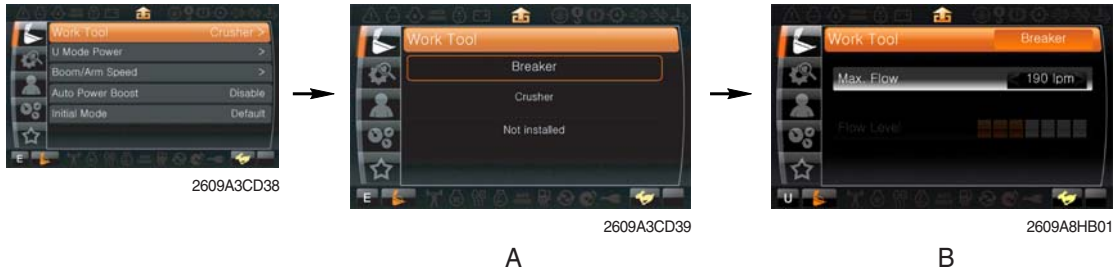 Work Tool Crusher >
U Mode Power >
Boom/Arm Speed >
Auto Power Boost Disable
Initial Mode Default
E
2609A3CD38
Work Tool
Breaker
Crusher
Not installed
E
2609A3CD39
A
Work Tool Breaker
Max. Flow < 190 lpm
Flow Level
U
2609A8HB01
B